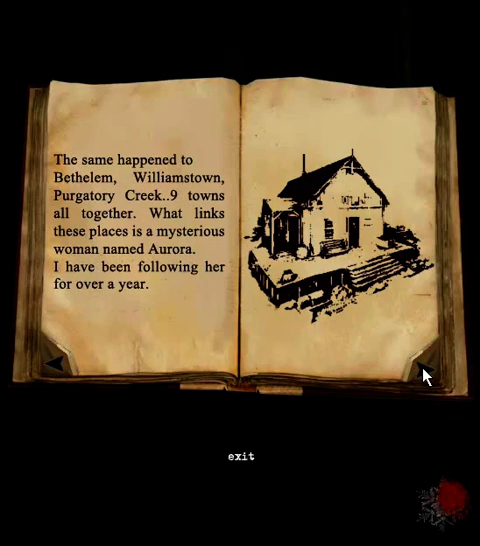 The same happened to
Bethelem, Williamstown,
Purgatory Creek..9 towns
all together. What links
these places is a mysterious
woman named Aurora.
I have been following her
for over a year.
exit